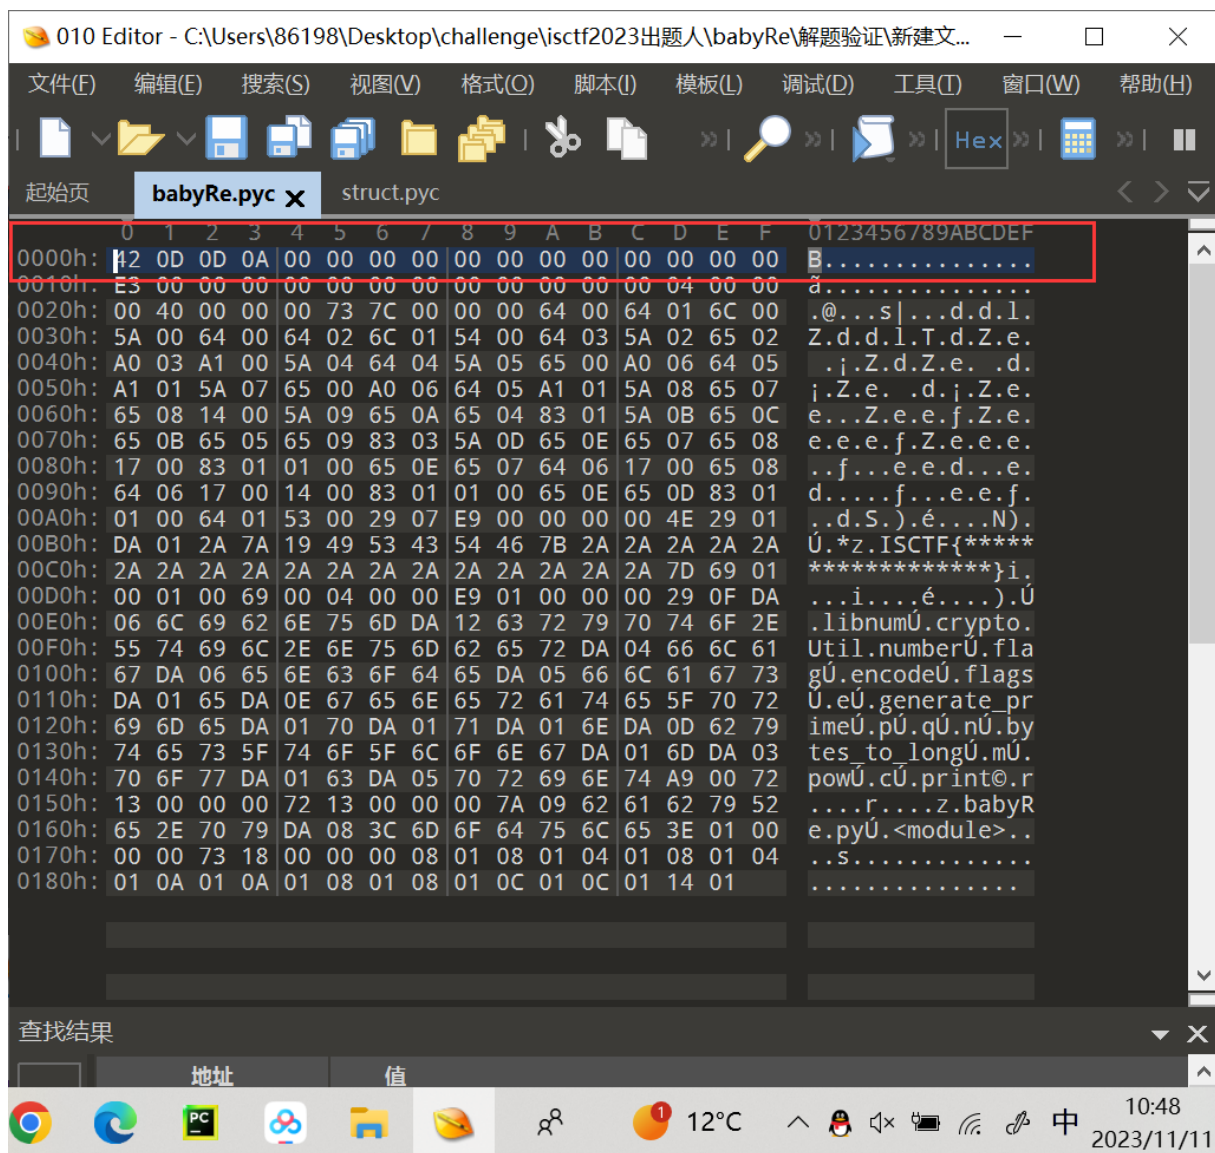 010 Editor - C:\Users\86198\Desktop\challenge\isctf2023出题人\babyRe\解题验证\新建文...
文件(F) 编辑(E) 搜索(S) 视图(V) 格式(O) 脚本(I) 模板(L) 调试(D) 工具(T) 窗口(W) 帮助(H)
Hex
起始页 babyRe.pyc struct.pyc
0 1 2 3 4 5 6 7 8 9 A B C D E F 0123456789ABCDEF
0000h: 42 0D 0D 0A 00 00 00 00 00 00 00 00 00 00 00 00 B...............
0010h: E3 00 00 00 00 00 00 00 00 00 00 00 00 04 00 00 ã...............
0020h: 00 40 00 00 00 73 7C 00 00 00 64 00 64 01 6C 00 .@...s|...d.d.l.
0030h: 5A 00 64 00 64 02 6C 01 54 00 64 03 5A 02 65 02 Z.d.d.l.T.d.Z.e.
0040h: A0 03 A1 00 5A 04 64 04 5A 05 65 00 A0 06 64 05  .¡.Z.d.Z.e. .d.
0050h: A1 01 5A 07 65 00 A0 06 64 05 A1 01 5A 08 65 07 ¡.Z.e. .d.¡.Z.e.
0060h: 65 08 14 00 5A 09 65 0A 65 04 83 01 5A 0B 65 0C e...Z.e.e.ƒ.Z.e.
0070h: 65 0B 65 05 65 09 83 03 5A 0D 65 0E 65 07 65 08 e.e.e.ƒ.Z.e.e.e.
0080h: 17 00 83 01 01 00 65 0E 65 07 64 06 17 00 65 08 ..ƒ...e.e.d...e.
0090h: 64 06 17 00 14 00 83 01 01 00 65 0E 65 0D 83 01 d.....ƒ...e.e.ƒ.
00A0h: 01 00 64 01 53 00 29 07 E9 00 00 00 00 4E 29 01 ..d.S.).é....N).
00B0h: DA 01 2A 7A 19 49 53 43 54 46 7B 2A 2A 2A 2A 2A Ú.*z.ISCTF{*****
00C0h: 2A 2A 2A 2A 2A 2A 2A 2A 2A 2A 2A 2A 2A 7D 69 01 *************}i.
00D0h: 00 01 00 69 00 04 00 00 E9 01 00 00 00 29 0F DA ...i....é....).Ú
00E0h: 06 6C 69 62 6E 75 6D DA 12 63 72 79 70 74 6F 2E .libnumÚ.crypto.
00F0h: 55 74 69 6C 2E 6E 75 6D 62 65 72 DA 04 66 6C 61 Util.numberÚ.fla
0100h: 67 DA 06 65 6E 63 6F 64 65 DA 05 66 6C 61 67 73 gÚ.encodeÚ.flags
0110h: DA 01 65 DA 0E 67 65 6E 65 72 61 74 65 5F 70 72 Ú.eÚ.generate_pr
0120h: 69 6D 65 DA 01 70 DA 01 71 DA 01 6E DA 0D 62 79 imeÚ.pÚ.qÚ.nÚ.by
0130h: 74 65 73 5F 74 6F 5F 6C 6F 6E 67 DA 01 6D DA 03 tes_to_longÚ.mÚ.
0140h: 70 6F 77 DA 01 63 DA 05 70 72 69 6E 74 A9 00 72 powÚ.cÚ.print©.r
0150h: 13 00 00 00 72 13 00 00 00 7A 09 62 61 62 79 52 ....r....z.babyR
0160h: 65 2E 70 79 DA 08 3C 6D 6F 64 75 6C 65 3E 01 00 e.pyÚ.<module>..
0170h: 00 00 73 18 00 00 00 08 01 08 01 04 01 08 01 04 ..s.............
0180h: 01 0A 01 0A 01 08 01 08 01 0C 01 0C 01 14 01 ...............
查找结果
地址 值
PC 1 12°C 中 10:48
2023/11/11